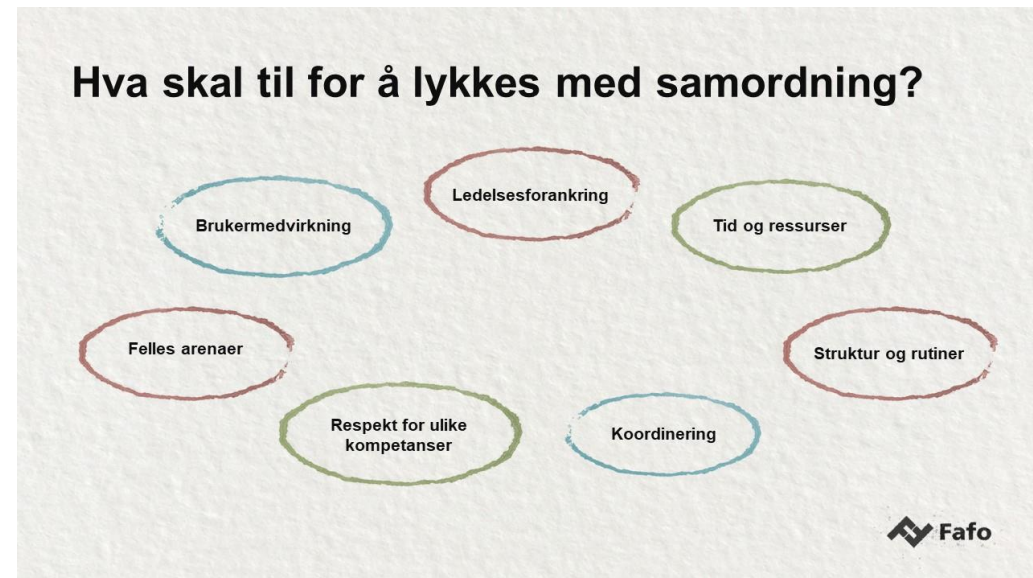 Hva skal til for å lykkes med samordning?
Ledelsesforankring
Brukermedvirkning
Tid og ressurser
Felles arenaer
Struktur og rutiner
Respekt for ulike
kompetanser
Koordinering
Fafo